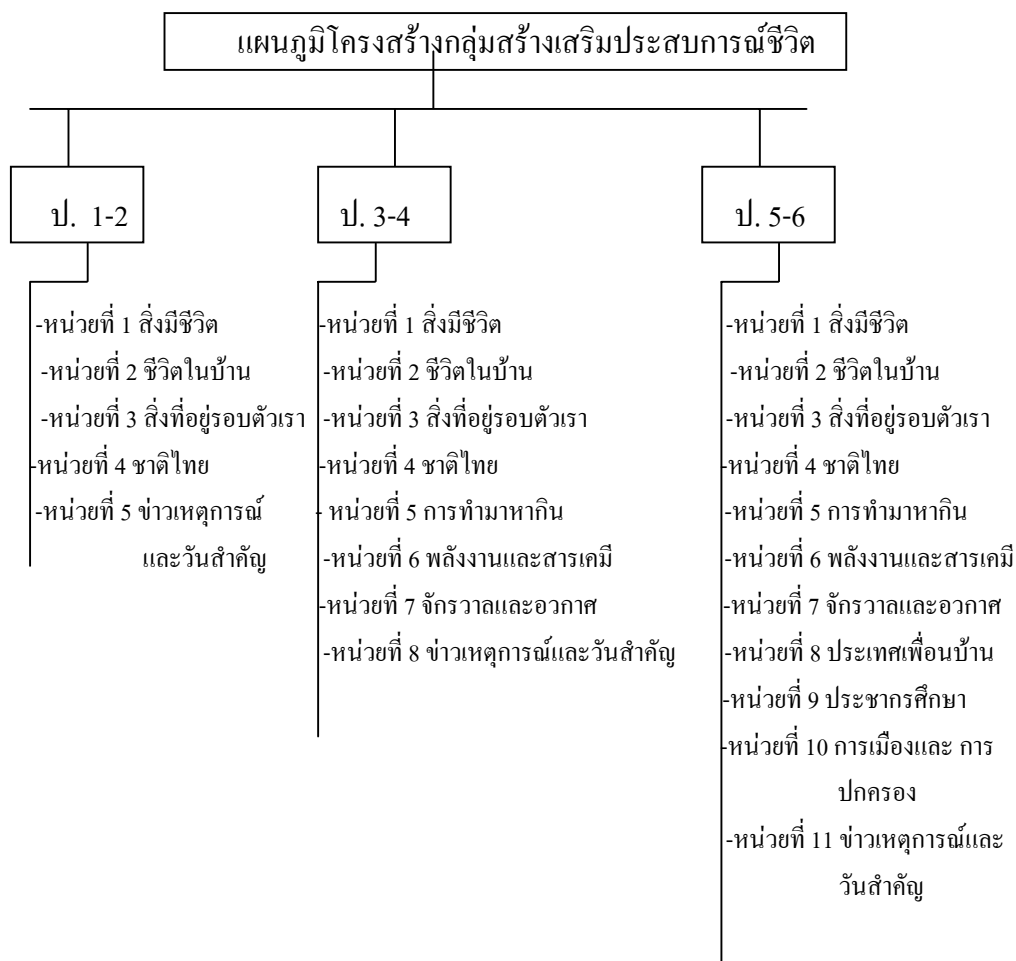 แผนภูมิโครงสร้างกลุ่มสร้างเสริมประสบการณ์ชีวิต
ป. 1-2
-หน่วยที่ 1 สิ่งมีชีวิต
-หน่วยที่ 2 ชีวิตในบ้าน
-หน่วยที่ 3 สิ่งที่อยู่รอบตัวเรา
-หน่วยที่ 4 ชาติไทย
-หน่วยที่ 5 ข่าวเหตุการณ์
และวันสำคัญ
ป. 3-4
-หน่วยที่ 1 สิ่งมีชีวิต
-หน่วยที่ 2 ชีวิตในบ้าน
-หน่วยที่ 3 สิ่งที่อยู่รอบตัวเรา
-หน่วยที่ 4 ชาติไทย
- หน่วยที่ 5 การทำมาหากิน
-หน่วยที่ 6 พลังงานและสารเคมี
-หน่วยที่ 7 จักรวาลและอวกาศ
-หน่วยที่ 8 ข่าวเหตุการณ์และวันสำคัญ
ป. 5-6
-หน่วยที่ 1 สิ่งมีชีวิต
-หน่วยที่ 2 ชีวิตในบ้าน
-หน่วยที่ 3 สิ่งที่อยู่รอบตัวเรา
-หน่วยที่ 4 ชาติไทย
-หน่วยที่ 5 การทำมาหากิน
-หน่วยที่ 6 พลังงานและสารเคมี
-หน่วยที่ 7 จักรวาลและอวกาศ
-หน่วยที่ 8 ประเทศเพื่อนบ้าน
-หน่วยที่ 9 ประชากรศึกษา
-หน่วยที่ 10 การเมืองและ การ
ปกครอง
-หน่วยที่ 11 ข่าวเหตุการณ์และ
วันสำคัญ